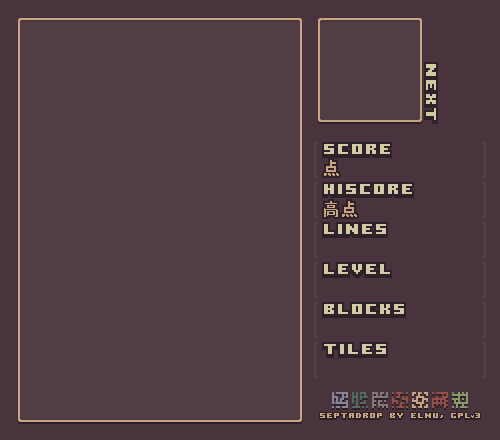 NEXT
SCORE
点
HISCORE
高点
LINES
LEVEL
BLOCKS
TILES
SEPTADROP BY ELNU, GPLv3